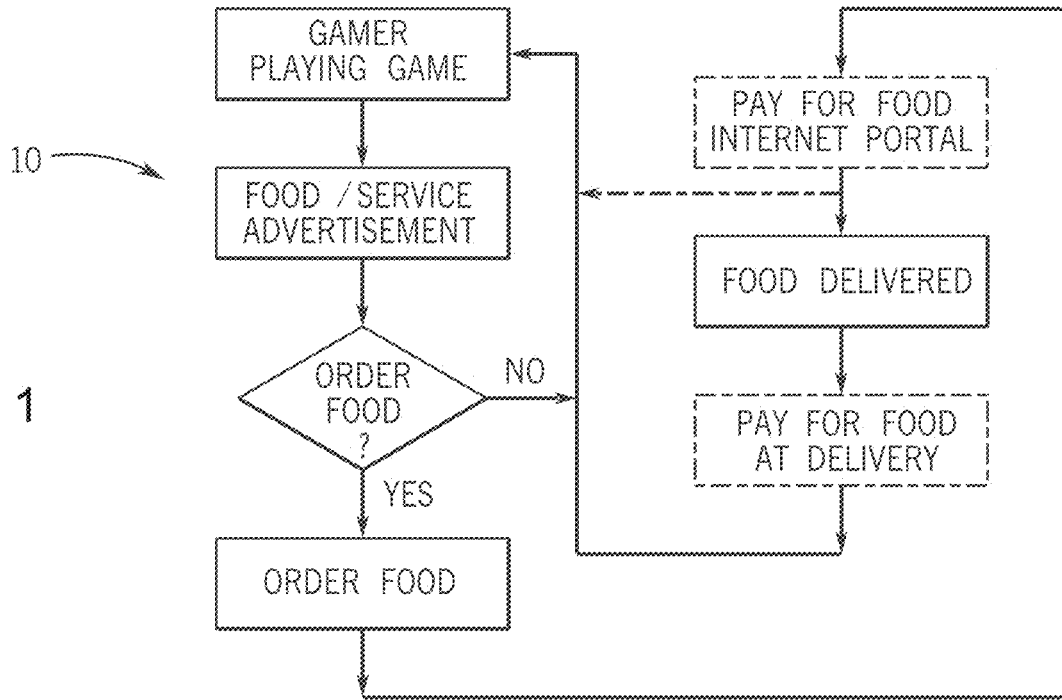 GAMER
PLAYING GAME
10
FOOD / SERVICE
ADVERTISEMENT
ORDER
FOOD
?
NO
YES
1
ORDER FOOD
PAY FOR FOOD
INTERNET PORTAL
FOOD DELIVERED
PAY FOR FOOD
AT DELIVERY